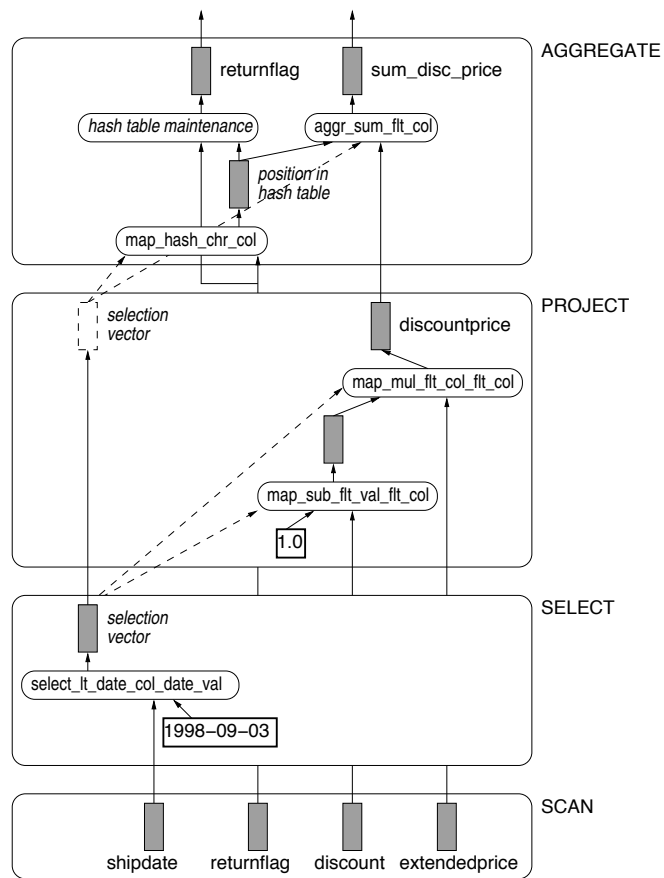 AGGREGATE
returnflag
sum_disc_price
hash table maintenance
aggr_sum_flt_col
position in
hash table
map_hash_chr_col
PROJECT
selection
vector
discountprice
map_mul_flt_col_flt_col
map_sub_flt_val_flt_col
1.0
SELECT
selection
vector
select_lt_date_col_date_val
1998−09−03
SCAN
shipdate
returnflag
discount
extendedprice